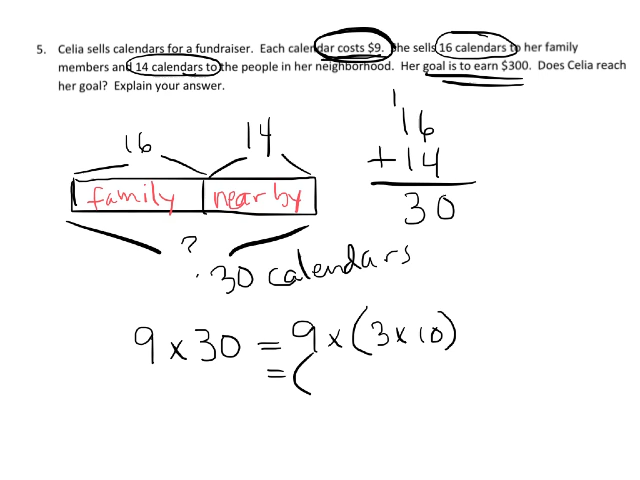 5. Celia sells calendars for a fundraiser. Each calendar costs $9. She sells 16 calendars to her family
members and 14 calendars to the people in her neighborhood. Her goal is to earn $300. Does Celia reach
her goal? Explain your answer.
16 14
family nearby
?
30 calendars
1
16
+14
30
9 x 30 = 9 x (3 x 10)
= (